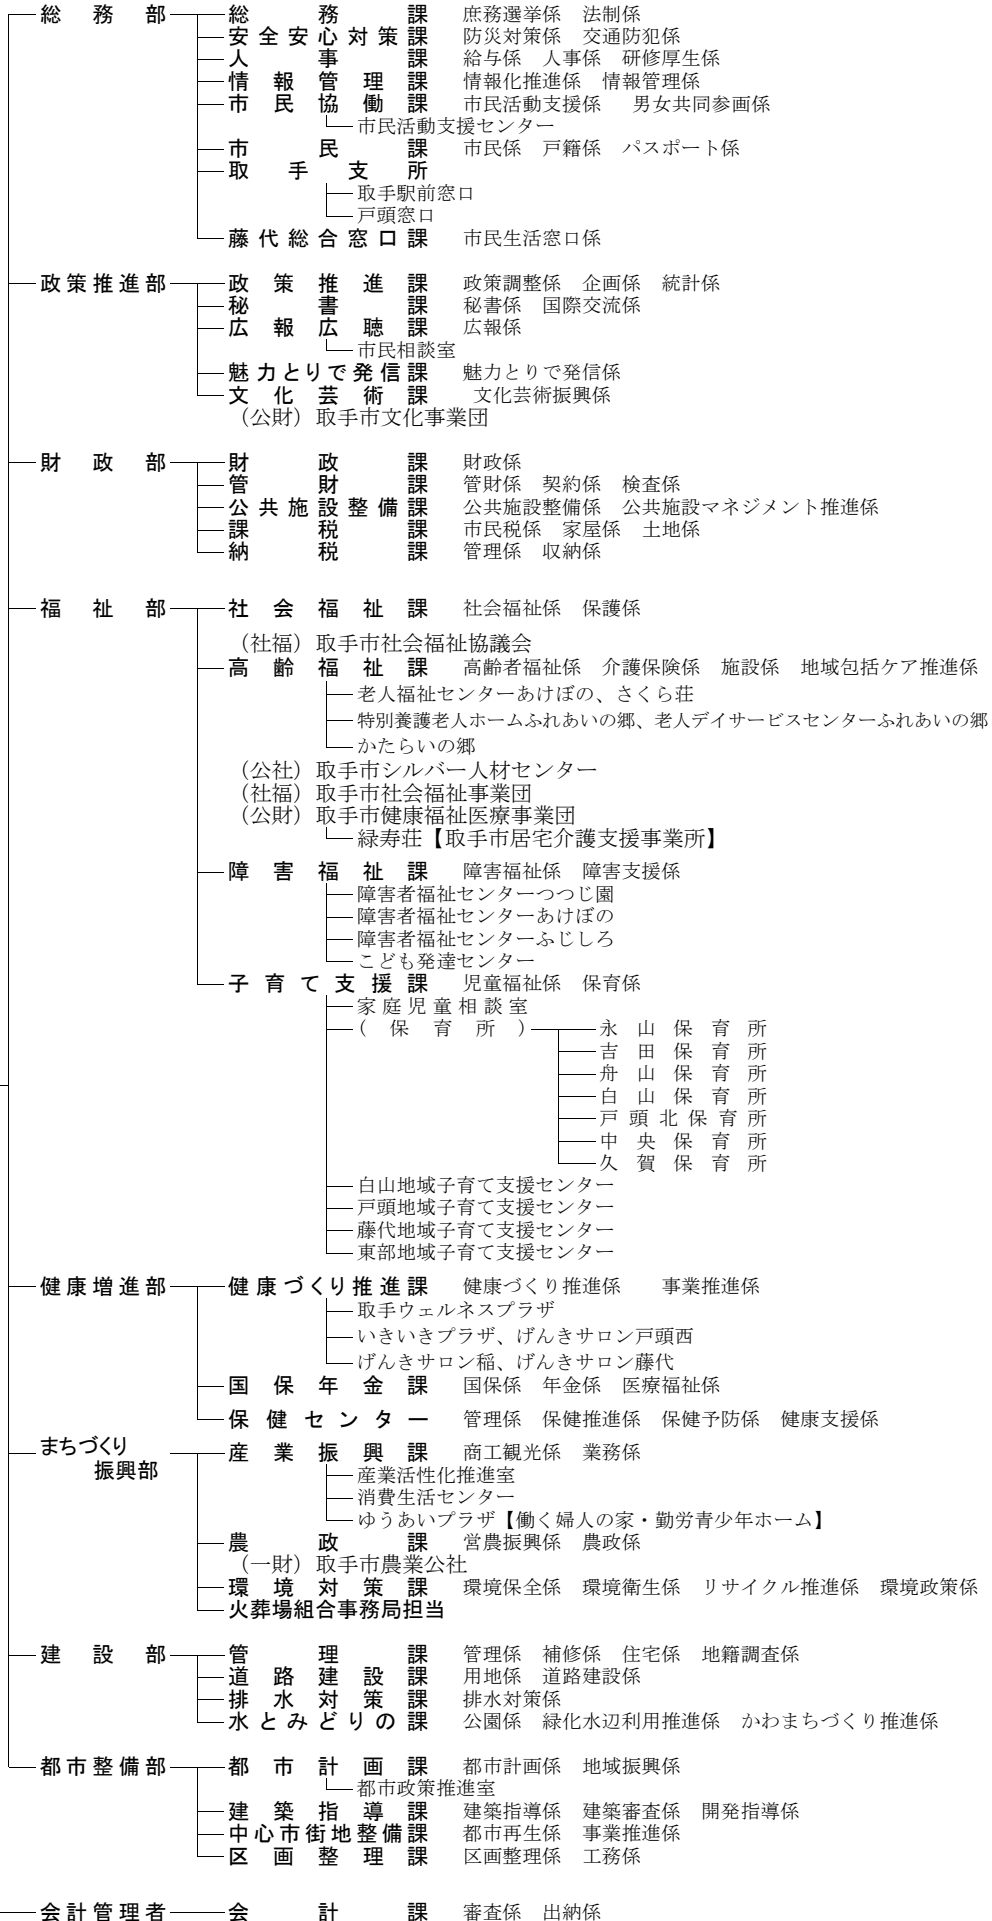 総務部 総務課 庶務選挙係 法制係
安全安心対策課 防災対策係 交通防犯係
人事課 給与係 人事係 研修厚生係
情報管理課 情報化推進係 情報管理係
市民協働課 市民活動支援係 男女共同参画係
市民活動支援センター
市民課 市民係 戸籍係 パスポート係
取手支所
取手駅前窓口
戸頭窓口
藤代総合窓口課 市民生活窓口係
政策推進部 政策推進課 政策調整係 企画係 統計係
秘書課 秘書係 国際交流係
広報広聴課 広報係
市民相談室
魅力とりで発信課 魅力とりで発信係
文化芸術課 文化芸術振興係
（公財）取手市文化事業団
財政部 財政課 財政係
管財課 管財係 契約係 検査係
公共施設整備課 公共施設整備係 公共施設マネジメント推進係
課税課 市民税係 家屋係 土地係
納税課 管理係 収納係
福祉部 社会福祉課 社会福祉係 保護係
（社福）取手市社会福祉協議会
高齢福祉課 高齢者福祉係 介護保険係 施設係 地域包括ケア推進係
老人福祉センターあけぼの、さくら荘
特別養護老人ホームふれあいの郷、老人デイサービスセンターふれあいの郷
かたらいの郷
（公社）取手市シルバー人材センター
（社福）取手市社会福祉事業団
（公財）取手市健康福祉医療事業団
緑寿荘【取手市居宅介護支援事業所】
障害福祉課 障害福祉係 障害支援係
障害者福祉センターつつじ園
障害者福祉センターあけぼの
障害者福祉センターふじしろ
こども発達センター
子育て支援課 児童福祉係 保育係
家庭児童相談室
（保育所） 永山保育所
吉田保育所
舟山保育所
白山保育所
戸頭北保育所
中央保育所
久賀保育所
白山地域子育て支援センター
戸頭地域子育て支援センター
藤代地域子育て支援センター
東部地域子育て支援センター
健康増進部 健康づくり推進課 健康づくり推進係 事業推進係
取手ウェルネスプラザ
いきいきプラザ、げんきサロン戸頭西
げんきサロン稲、げんきサロン藤代
国保年金課 国保係 年金係 医療福祉係
保健センター 管理係 保健推進係 保健予防係 健康支援係
まちづくり 産業振興課 商工観光係 業務係
振興部
産業活性化推進室
消費生活センター
ゆうあいプラザ【働く婦人の家・勤労青少年ホーム】
農政課 営農振興係 農政係
（一財）取手市農業公社
環境対策課 環境保全係 環境衛生係 リサイクル推進係 環境政策係
火葬場組合事務局担当
建設部 管理課 管理係 補修係 住宅係 地籍調査係
道路建設課 用地係 道路建設係
排水対策課 排水対策係
水とみどりの課 公園係 緑化水辺利用推進係 かわまちづくり推進係
都市整備部 都市計画課 都市計画係 地域振興係
都市政策推進室
建築指導課 建築指導係 建築審査係 開発指導係
中心市街地整備課 都市再生係 事業推進係
区画整理課 区画整理係 工務係
会計管理者 会計課 審査係 出納係